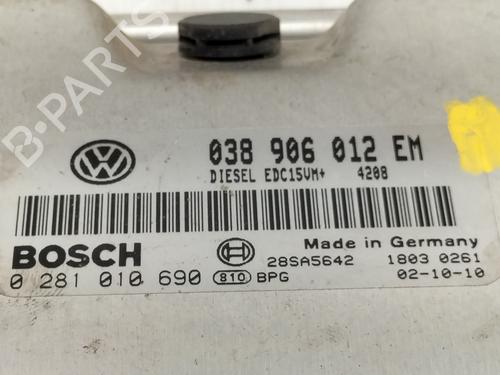 038 906 012 EM
DIESEL EDC15VM+ 4208
BOSCH
Made in Germany
28SA5642 1803 0261
0 281 010 690 810 BPG 02-10-10
B-PARTS